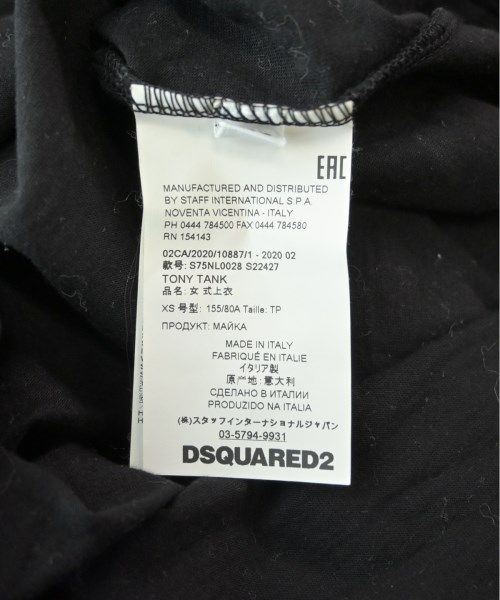 EAC
MANUFACTURED AND DISTRIBUTED
BY STAFF INTERNATIONAL S.P.A.
NOVENTA VICENTINA - ITALY
PH 0444 784500 FAX 0444 784580
RN 154143
02CA/2020/10887/1 - 2020 02
款号: S75NL0028 S22427
TONY TANK
品名: 女式上衣
XS 号型: 155/80A Taille: TP
ПРОДУКТ: МАЙКА
MADE IN ITALY
FABRIQUÉ EN ITALIE
イタリア製
原产地:意大利
СДЕЛАНО В ИТАЛИИ
PRODUZIDO NA ITALIA
(株)スタッフインターナショナルジャパン
03-5794-9931
DSQUARED2